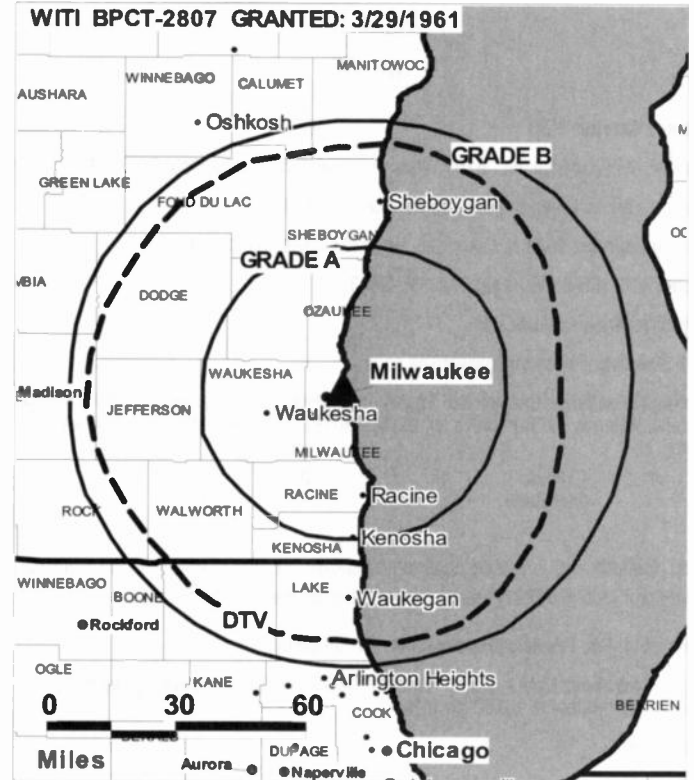 WITI BPCT-2807 GRANTED: 3/29/1961
MANITOWOC
WINNEBAGO
CALUMET
AUSHARA
Oshkosh
GRADE B
GREEN LAKE
FOND DU LAC
Sheboygan
SHEBOYGAN
GRADE A
MBIA
DODGE
OZAUKEE
WAUKESHA
Milwaukee
Madison
JEFFERSON
Waukesha
MILWAUKEE
RACINE
Racine
ROCK
WALWORTH
Kenosha
KENOSHA
WINNEBAGO
LAKE
BOONE
Waukegan
DTV
Rockford
OGLE
KANE
Arlington Heights
0 30 60
COOK
BERRIEN
Miles
DUPAGE
Chicago
Aurora
Naperville